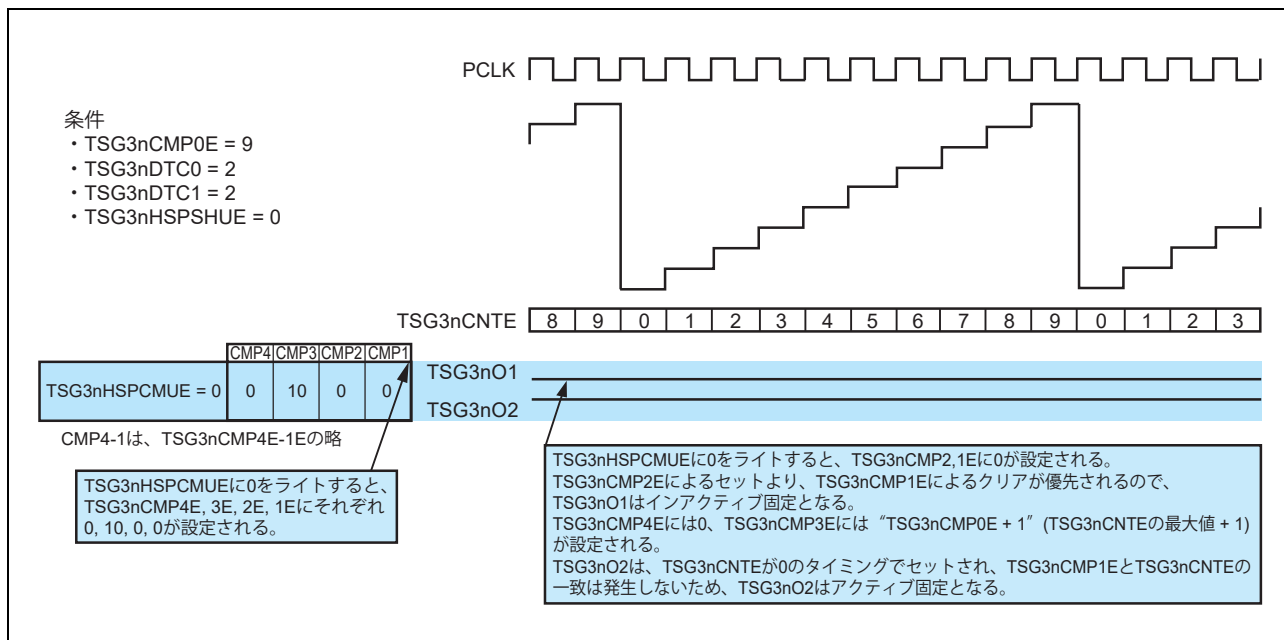 PCLK
条件
・TSG3nCMP0E = 9
・TSG3nDTC0 = 2
・TSG3nDTC1 = 2
・TSG3nHSPSHUE = 0
TSG3nCNTE 8 9 0 1 2 3 4 5 6 7 8 9 0 1 2 3
CMP4 CMP3 CMP2 CMP1
TSG3nHSPCMUE = 0 0 10 0 0
TSG3nO1
TSG3nO2
CMP4-1は、TSG3nCMP4E-1Eの略
TSG3nHSPCMUEに0をライトすると、
TSG3nCMP4E, 3E, 2E, 1Eにそれぞれ
0, 10, 0, 0が設定される。
TSG3nHSPCMUEに0をライトすると、TSG3nCMP2,1Eに0が設定される。
TSG3nCMP2Eによるセットより、TSG3nCMP1Eによるクリアが優先されるので、
TSG3nO1はインアクティブ固定となる。
TSG3nCMP4Eには0、TSG3nCMP3Eには“TSG3nCMP0E + 1” (TSG3nCNTEの最大値 + 1)
が設定される。
TSG3nO2は、TSG3nCNTEが0のタイミングでセットされ、TSG3nCMP1EとTSG3nCNTEの
一致は発生しないため、TSG3nO2はアクティブ固定となる。